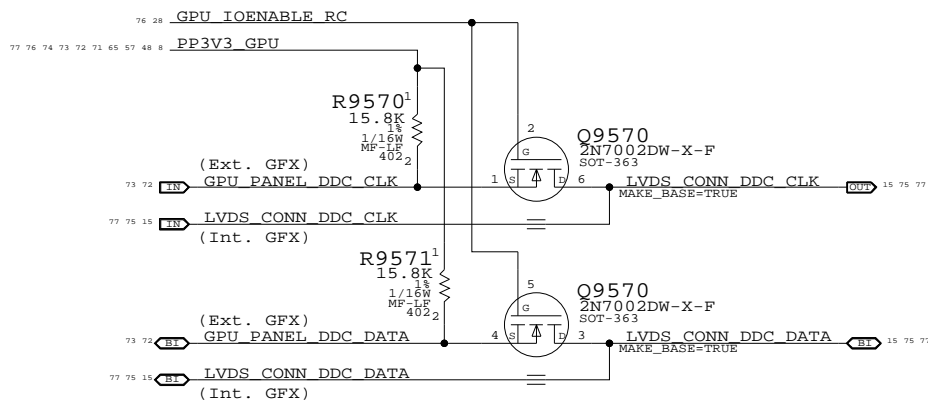 76 28 GPU_IOENABLE_RC
77 76 74 73 72 71 65 57 48 8 PP3V3_GPU
R9570 1
15.8K
1%
1/16W
MF-LF
402 2
2
Q9570
2N7002DW-X-F
SOT-363
G
(Ext. GFX)
73 72 IN GPU_PANEL_DDC_CLK 1 S D 6 LVDS_CONN_DDC_CLK OUT 15 75 77
MAKE_BASE=TRUE
77 75 15 IN LVDS_CONN_DDC_CLK
(Int. GFX)
R9571 1
15.8K
1%
1/16W
MF-LF
402 2
5
Q9570
2N7002DW-X-F
SOT-363
G
(Ext. GFX)
73 72 BI GPU_PANEL_DDC_DATA 4 S D 3 LVDS_CONN_DDC_DATA BI 15 75 77
MAKE_BASE=TRUE
77 75 15 BI LVDS_CONN_DDC_DATA
(Int. GFX)